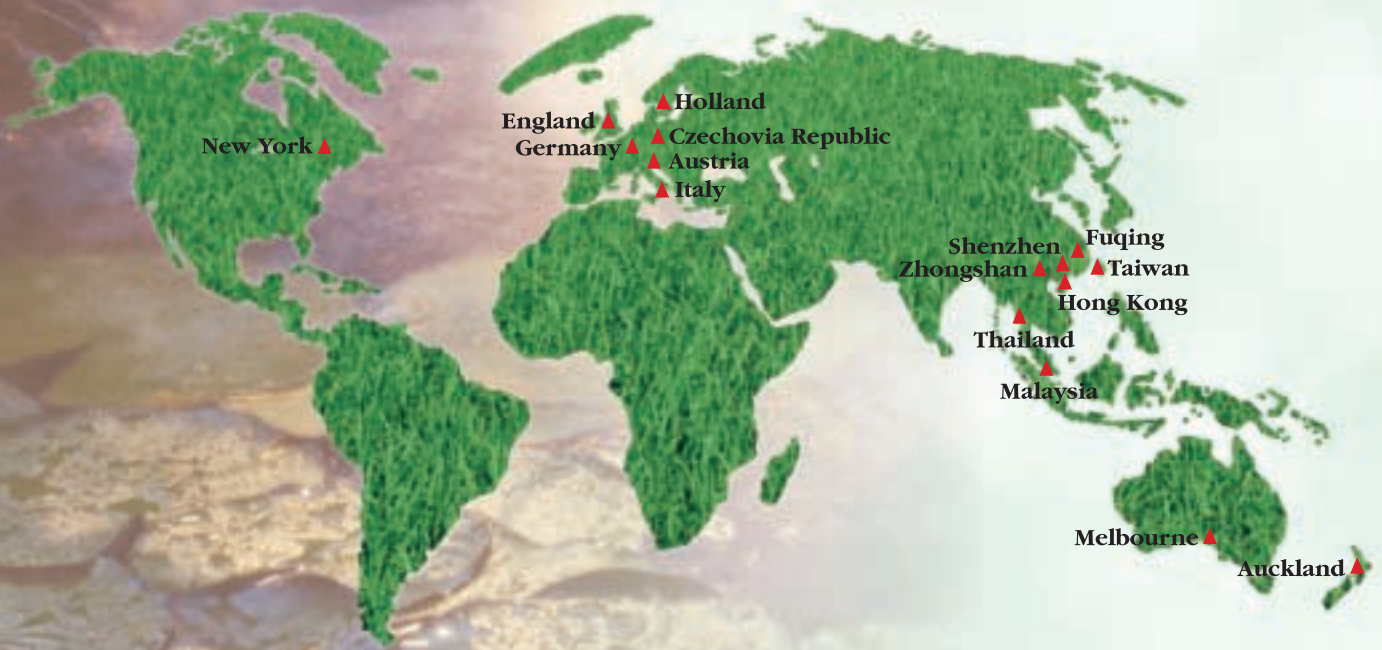 New York
England
Holland
Germany
Czechovia Republic
Austria
Italy
Fuqing
Shenzhen
Zhongshan
Taiwan
Hong Kong
Thailand
Malaysia
Melbourne
Auckland